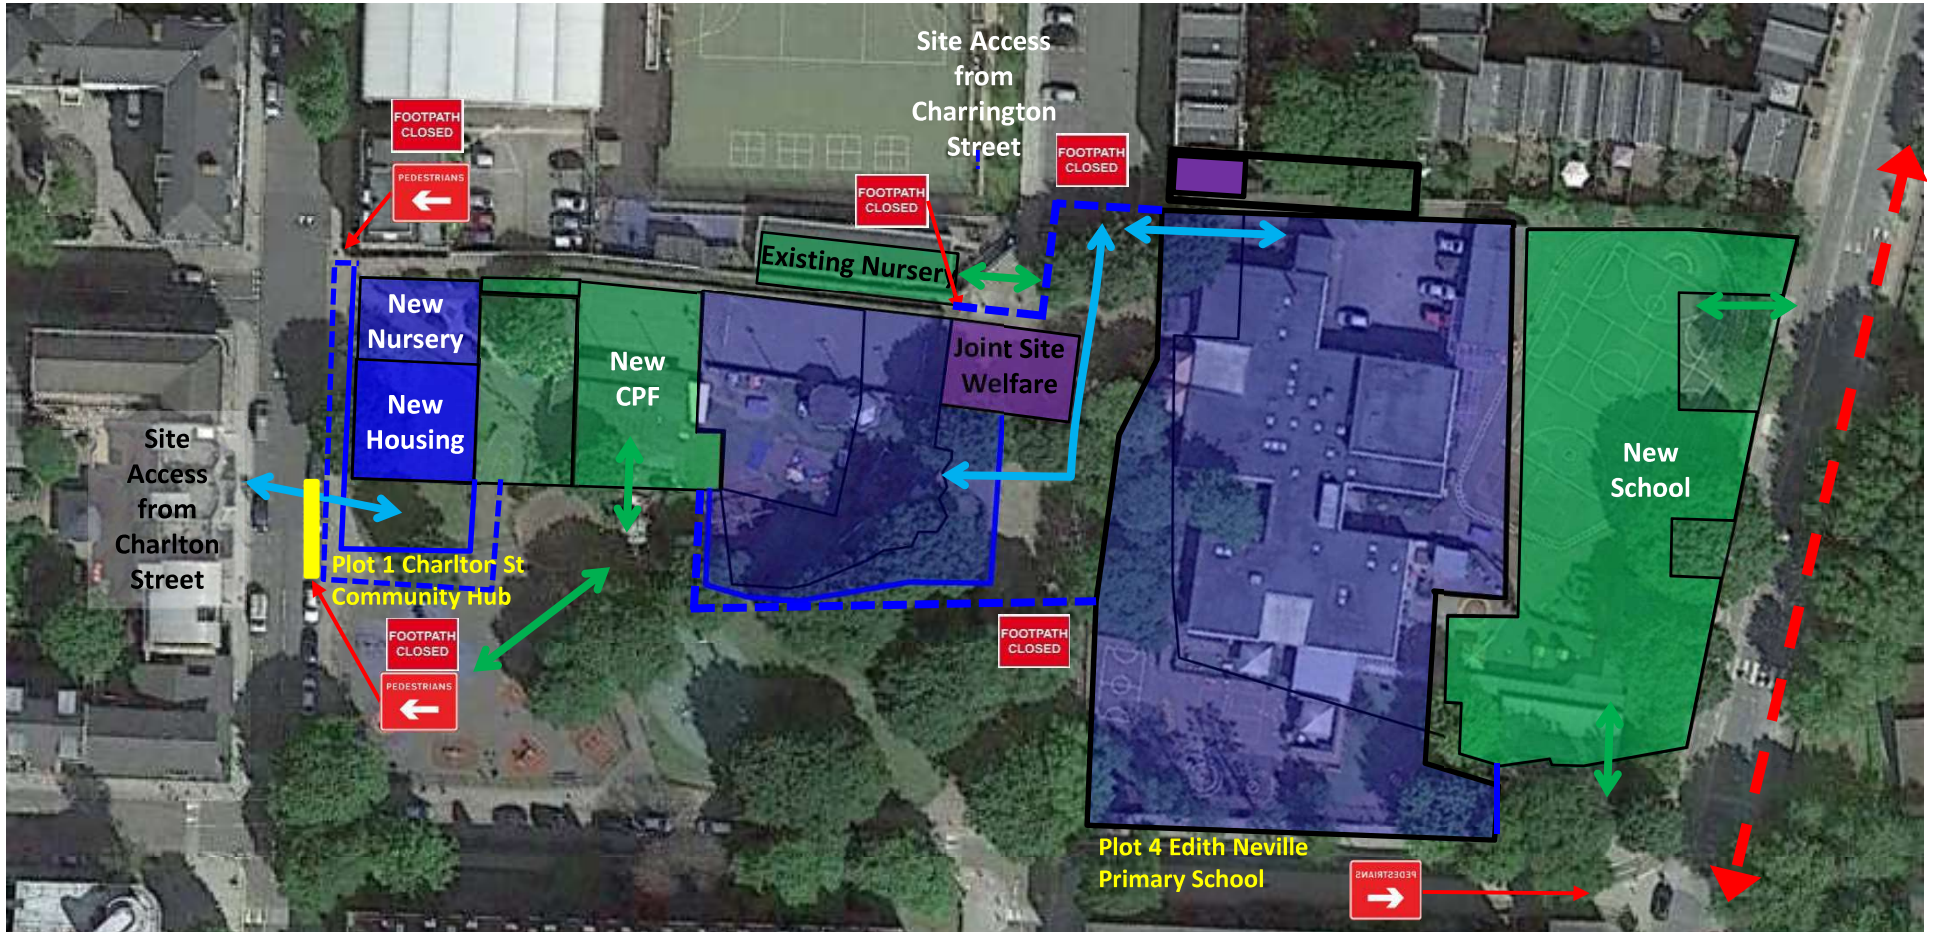 Site Access
from
Charrington
Street
FOOTPATH
CLOSED
PEDESTRIANS
FOOTPATH
CLOSED
FOOTPATH
CLOSED
Existing Nursery
New
Nursery
New
Housing
New
CPF
Joint Site
Welfare
New
School
Site
Access
from
Charlton
Street
Plot 1 Charlton St
Community Hub
FOOTPATH
CLOSED
PEDESTRIANS
FOOTPATH
CLOSED
Plot 4 Edith Neville
Primary School
PEDESTRIANS